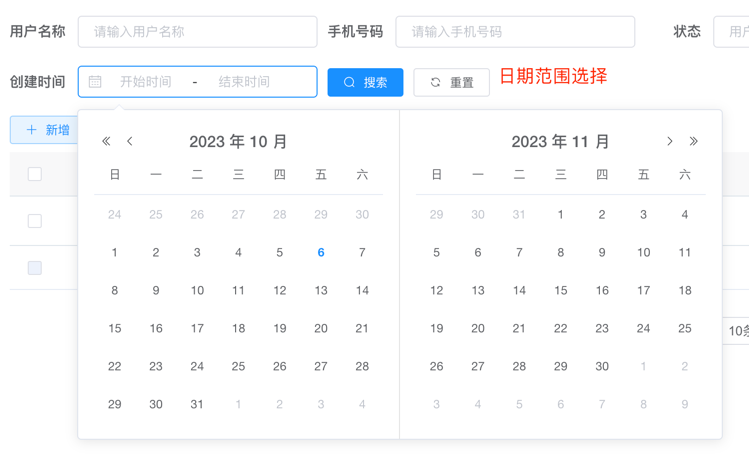 用户名称 请输入用户名称 手机号码 请输入手机号码 状态 用户
创建时间 开始时间 - 结束时间 搜索 重置 日期范围选择
新增
2023 年 10 月 2023 年 11 月
日 一 二 三 四 五 六 日 一 二 三 四 五 六
24 25 26 27 28 29 30 29 30 31 1 2 3 4
1 2 3 4 5 6 7 5 6 7 8 9 10 11
8 9 10 11 12 13 14 12 13 14 15 16 17 18
15 16 17 18 19 20 21 19 20 21 22 23 24 25 10条
22 23 24 25 26 27 28 26 27 28 29 30 1 2
29 30 31 1 2 3 4 3 4 5 6 7 8 9